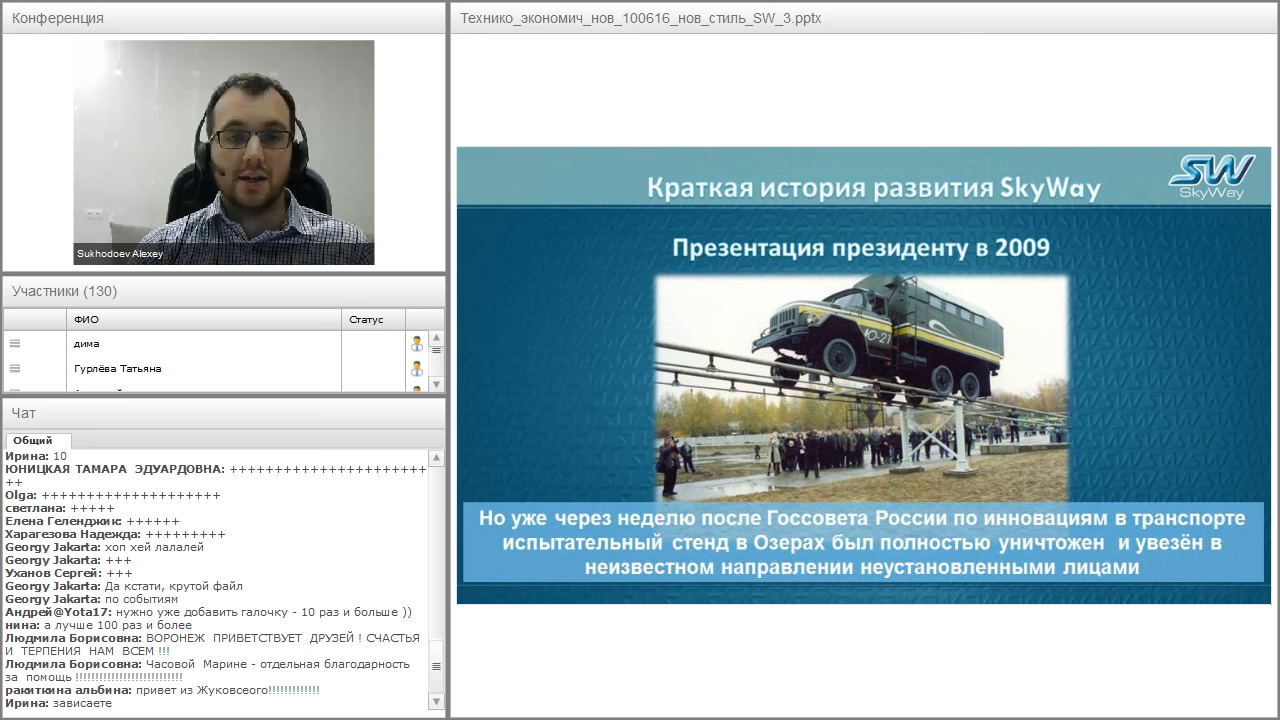 Конференция
Sukhodoev Alexey
Участники (130)
ФИО
Статус
дима
Гурлёва Татьяна
Чат
Общий
Ирина: 10
ЮНИЦКАЯ ТАМАРА ЭДУАРДОВНА: ++++++++++++++++++++++
++
Olga: ++++++++++++++++++++
светлана: +++++
Елена Геленджик: ++++++
Харагезова Надежда: +++++++++
Georgy Jakarta: хоп хей лалалей
Georgy Jakarta: +++
Уханов Сергей: +++
Georgy Jakarta: Да кстати, крутой файл
Georgy Jakarta: по событиям
Андрей@Yota17: нужно уже добавить галочку - 10 раз и больше ))
нина: а лучше 100 раз и более
Людмила Борисовна: ВОРОНЕЖ ПРИВЕТСТВУЕТ ДРУЗЕЙ ! СЧАСТЬЯ
И ТЕРПЕНИЯ НАМ ВСЕМ !!!
Людмила Борисовна: Часовой Марине - отдельная благодарность
за помощь !!!!!!!!!!!!!!!!!!!!!!!!!!!
ракиткина альбина: привет из Жуковсеого!!!!!!!!!!!!!
Ирина: зависаете
Технико_экономич_нов_100616_нов_стиль_SW_3.pptx
Краткая история развития SkyWay
SW
SkyWay
Презентация президенту в 2009
Ю-21
Но уже через неделю после Госсовета России по инновациям в транспорте
испытательный стенд в Озерах был полностью уничтожен и увезён в
неизвестном направлении неустановленными лицами